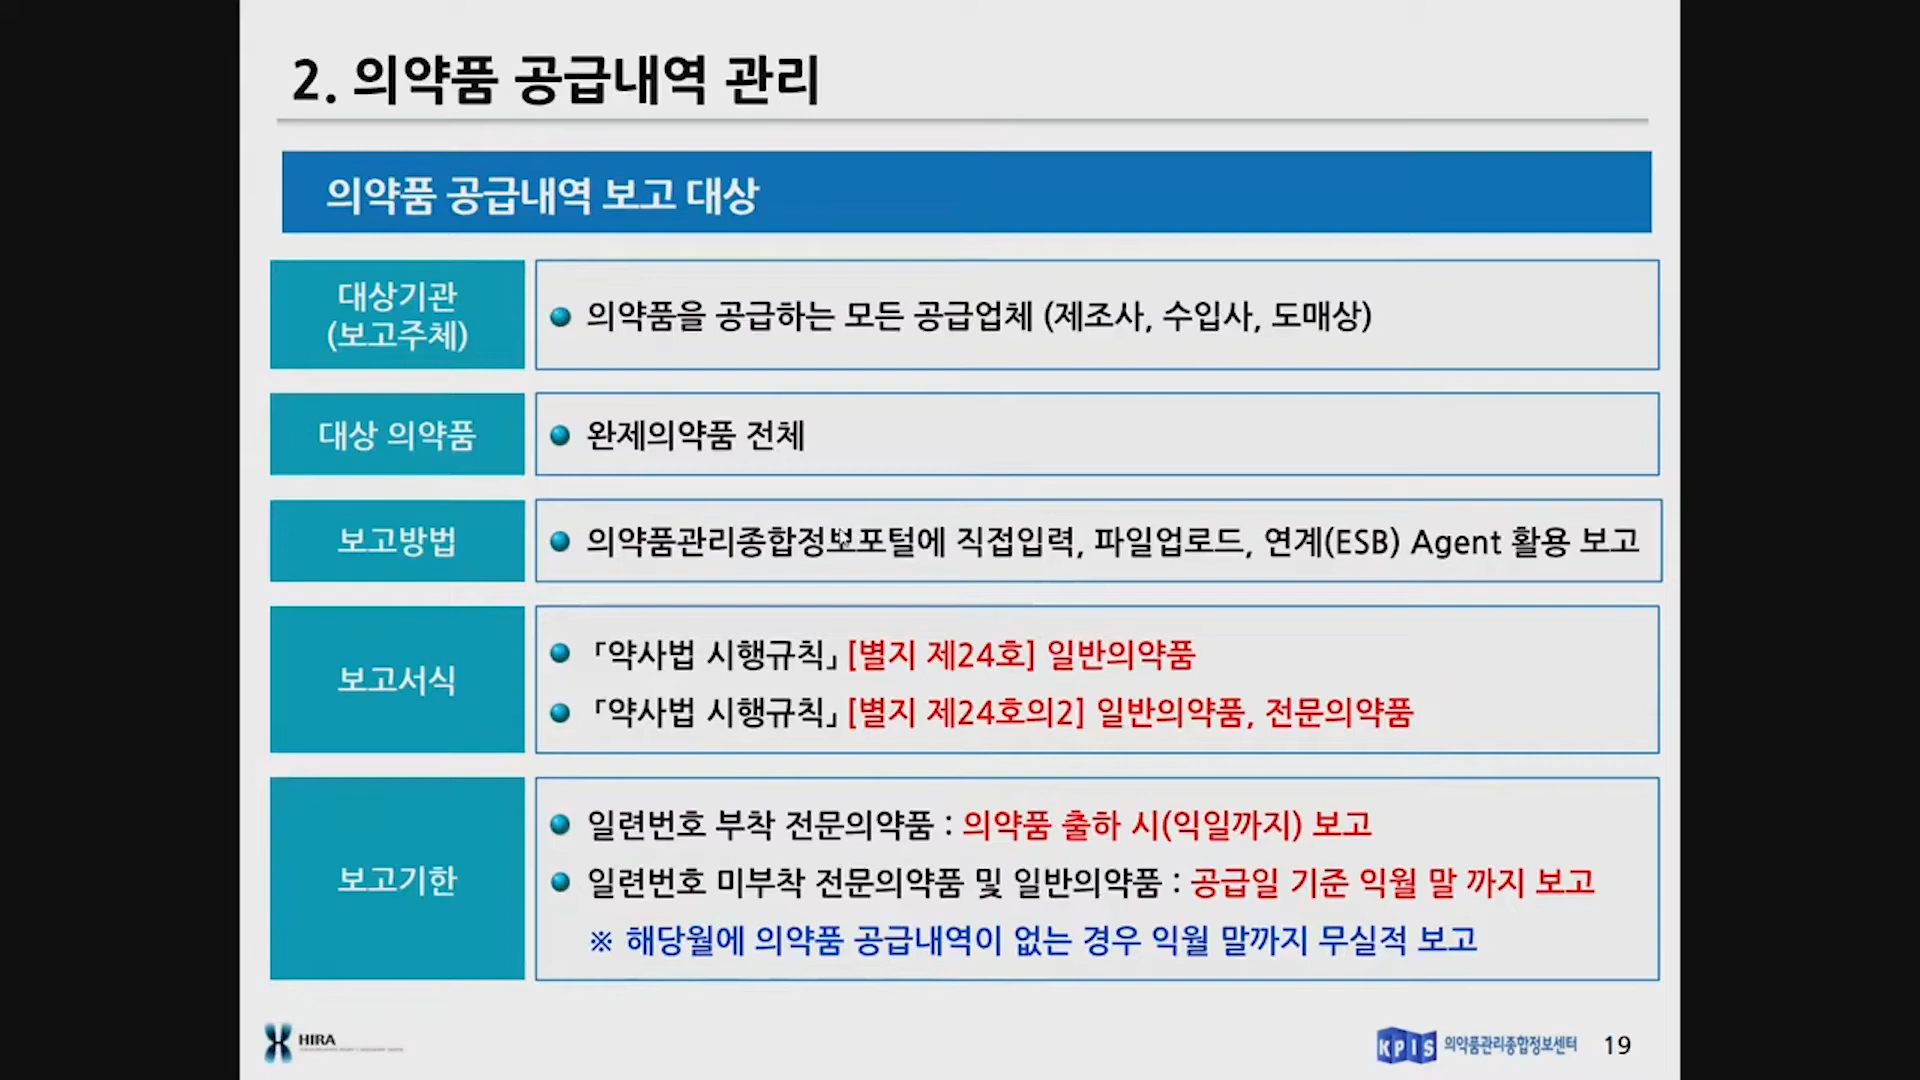 2. 의약품 공급내역 관리
의약품 공급내역 보고 대상
대상기관
(보고주체)
의약품을 공급하는 모든 공급업체 (제조사, 수입사, 도매상)
대상 의약품
완제의약품 전체
보고방법
의약품관리종합정보포털에 직접입력, 파일업로드, 연계(ESB) Agent 활용 보고
보고서식
「약사법 시행규칙」 [별지 제24호] 일반의약품
「약사법 시행규칙」 [별지 제24호의2] 일반의약품, 전문의약품
보고기한
일련번호 부착 전문의약품 : 의약품 출하 시(익일까지) 보고
일련번호 미부착 전문의약품 및 일반의약품 : 공급일 기준 익월 말 까지 보고
※ 해당월에 의약품 공급내역이 없는 경우 익월 말까지 무실적 보고
HIRA
KPIS 의약품관리종합정보센터
19